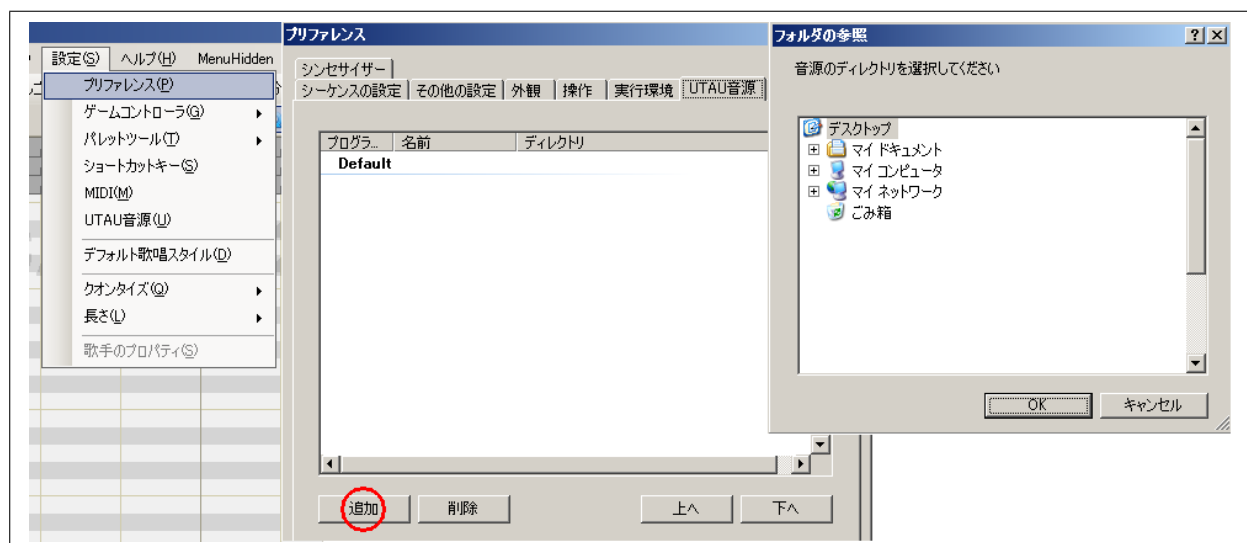 設定(S) ヘルプ(H) MenuHidden
プリファレンス(P)
ゲームコントローラ(G)
パレットツール(T)
ショートカットキー(S)
MIDI(M)
UTAU音源(U)
デフォルト歌唱スタイル(D)
クオンタイズ(Q)
長さ(L)
歌手のプロパティ(S)
プリファレンス
シンセサイザー
シーケンスの設定 その他の設定 外観 操作 実行環境 UTAU音源
プログラ... 名前 ディレクトリ
Default
追加 削除 上へ 下へ
フォルダの参照
音源のディレクトリを選択してください
デスクトップ
マイ ドキュメント
マイ コンピュータ
マイ ネットワーク
ごみ箱
OK キャンセル